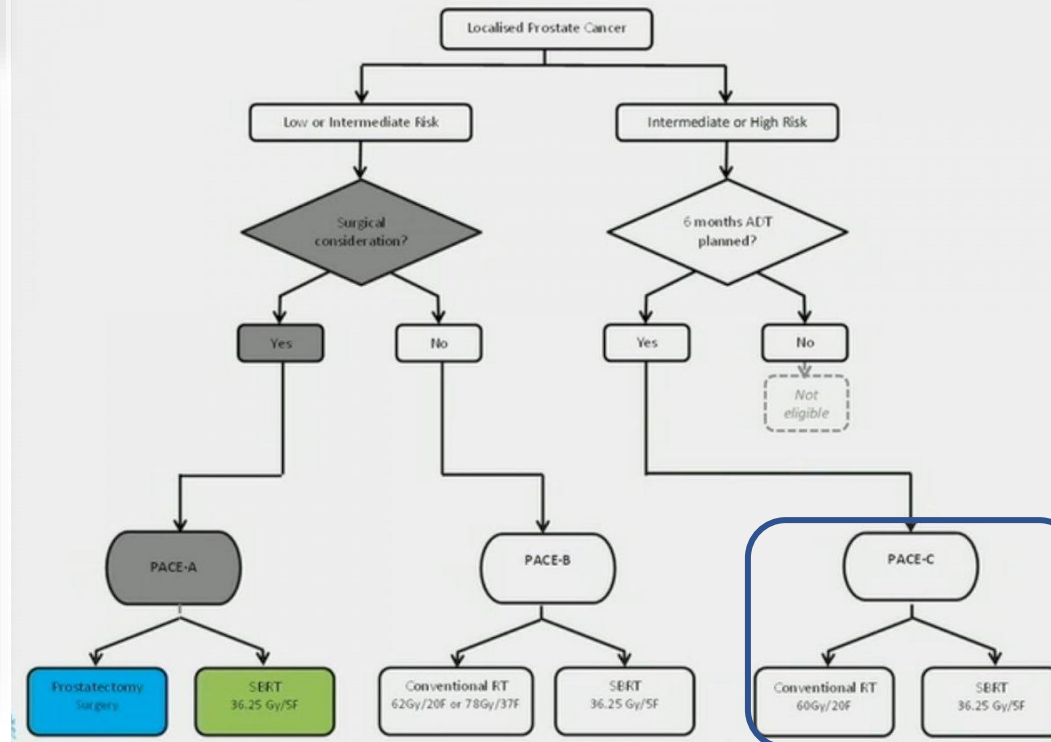 Localised Prostate Cancer
Low or Intermediate Risk
Intermediate or High Risk
Surgical
consideration?
6 months ADT
planned?
Yes
No
Yes
No
Not
eligible
PACE-A
PACE-B
PACE-C
Prostatectomy
Surgery
SBRT
36.25 Gy/5F
Conventional RT
62Gy/20F or 78Gy/37F
SBRT
36.25 Gy/5F
Conventional RT
60Gy/20F
SBRT
36.25 Gy/5F